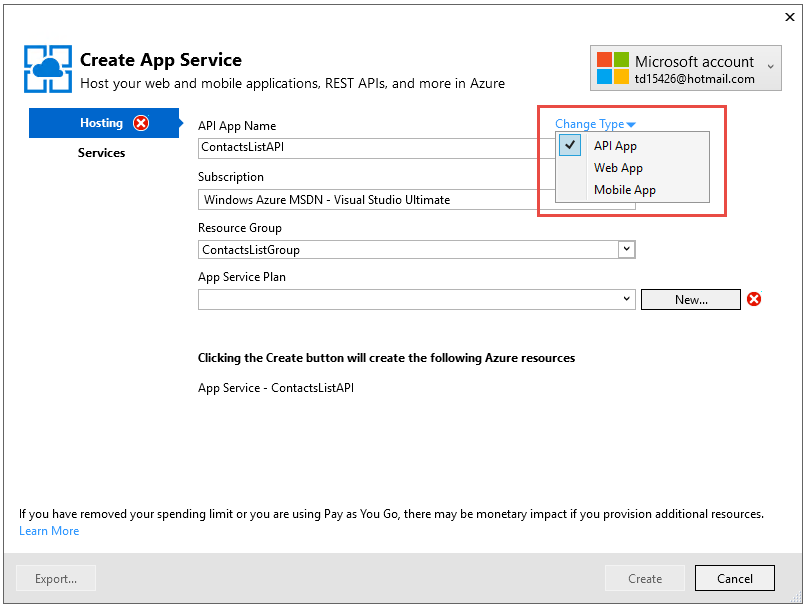 Create App Service
Host your web and mobile applications, REST APIs, and more in Azure
Microsoft account
td15426@hotmail.com
Hosting
Services
API App Name
Change Type
ContactsListAPI
API App
Web App
Mobile App
Subscription
Windows Azure MSDN - Visual Studio Ultimate
Resource Group
ContactsListGroup
App Service Plan
New...
Clicking the Create button will create the following Azure resources
App Service - ContactsListAPI
If you have removed your spending limit or you are using Pay as You Go, there may be monetary impact if you provision additional resources.
Learn More
Export...
Create
Cancel